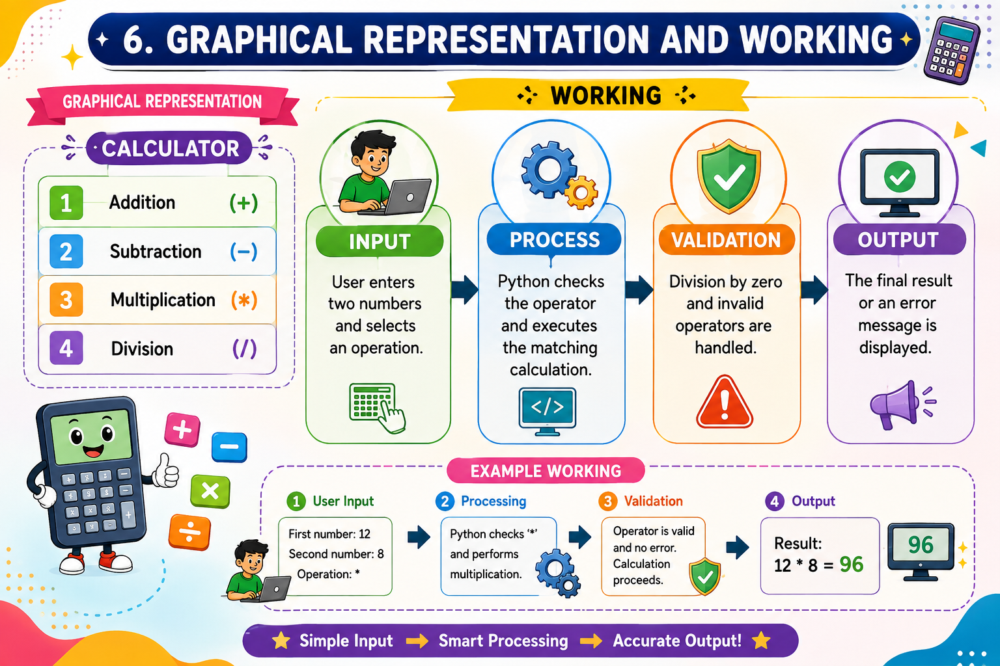 6. GRAPHICAL REPRESENTATION AND WORKING
GRAPHICAL REPRESENTATION
CALCULATOR
1 Addition (+)
2 Subtraction (−)
3 Multiplication (*)
4 Division (/)
WORKING
INPUT
User enters
two numbers
and selects
an operation.
PROCESS
Python checks
the operator
and executes
the matching
calculation.
</>
VALIDATION
Division by zero
and invalid
operators are
handled.
!
OUTPUT
The final result
or an error
message is
displayed.
+
−
×
÷
EXAMPLE WORKING
1 User Input
First number: 12
Second number: 8
Operation: *
2 Processing
Python checks '*'
and performs
multiplication.
3 Validation
Operator is valid
and no error.
Calculation
proceeds.
4 Output
Result:
12 * 8 = 96
96
Simple Input → Smart Processing → Accurate Output!